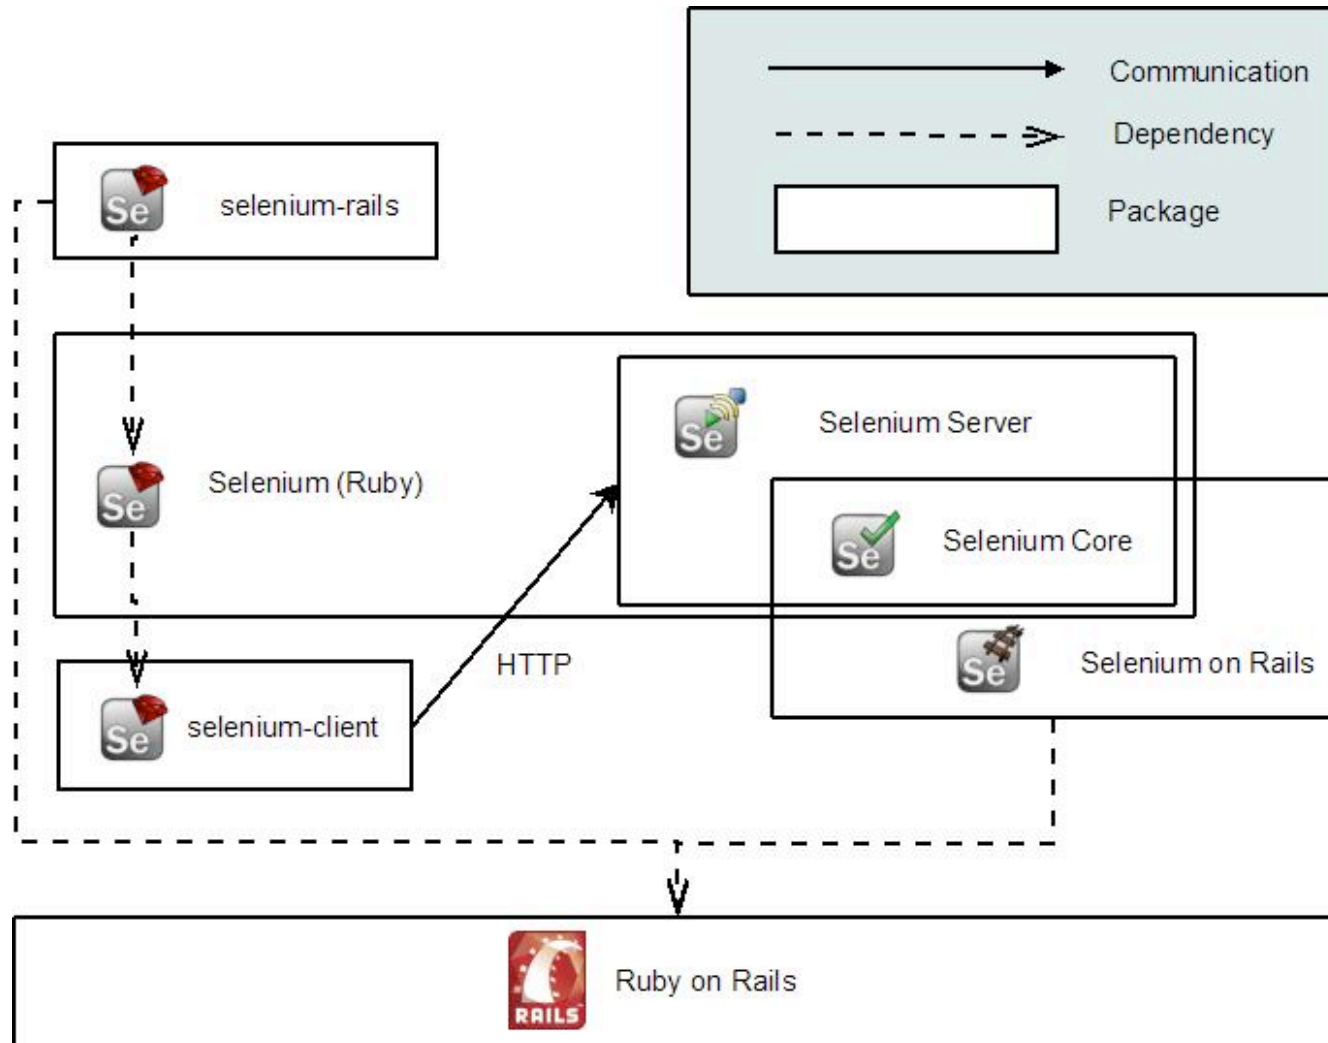 Communication
Dependency
Package
Se selenium-rails
Se Selenium Server
Se Selenium (Ruby)
Se Selenium Core
Se Selenium on Rails
HTTP
Se selenium-client
RAILS Ruby on Rails